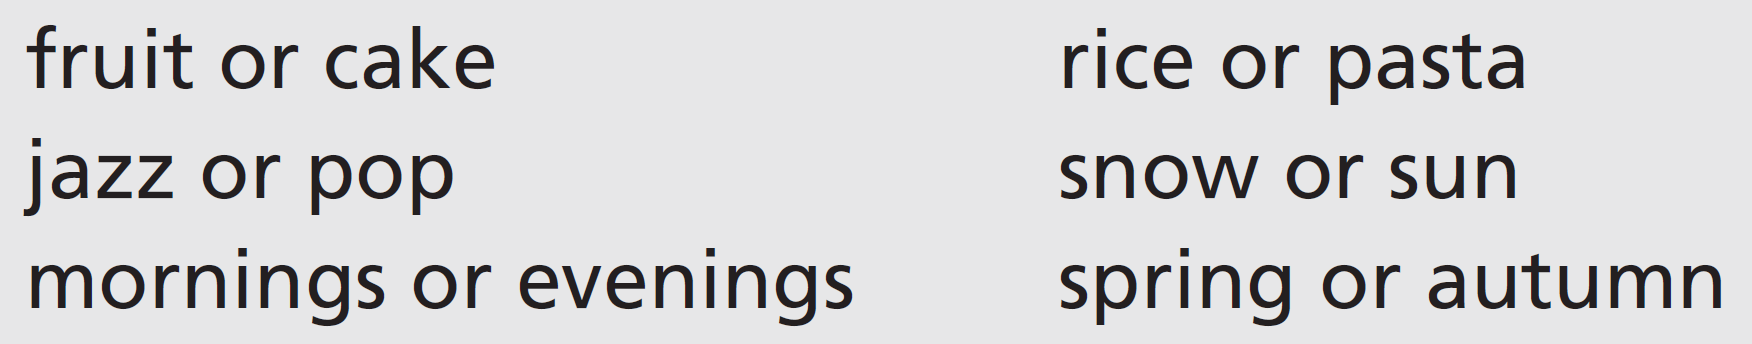 fruit or cake
jazz or pop
mornings or evenings
rice or pasta
snow or sun
spring or autumn